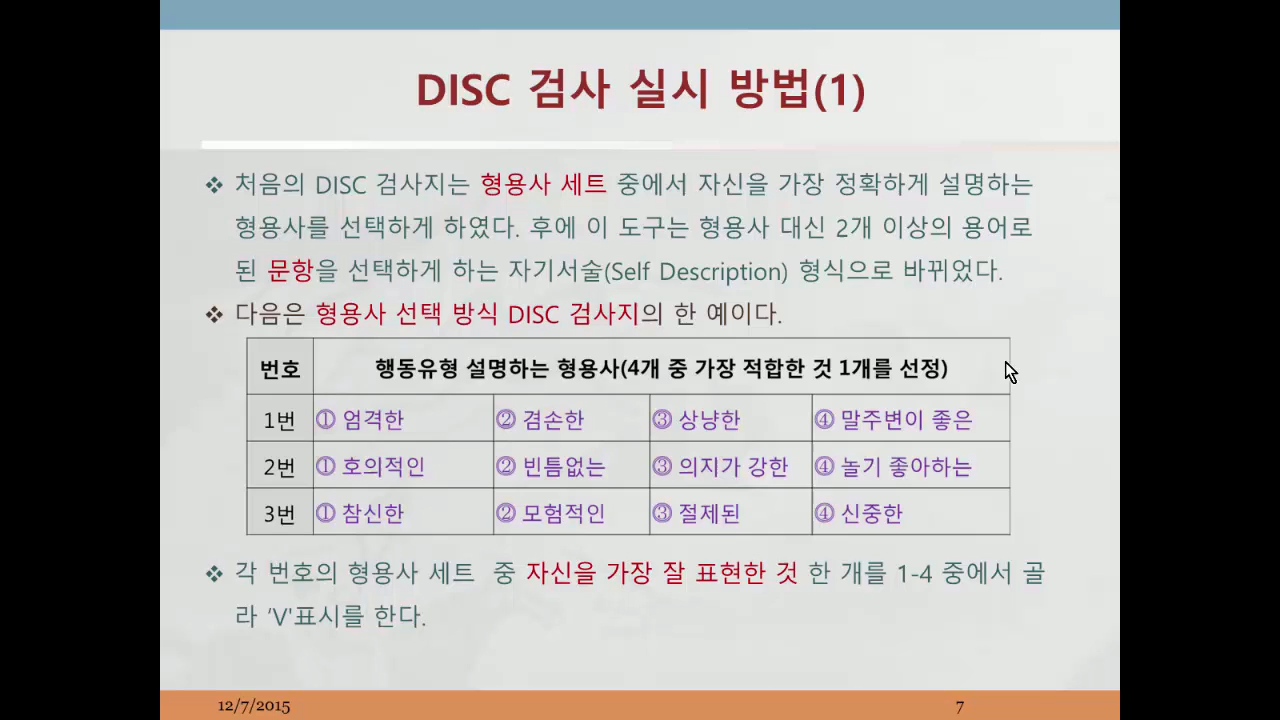 DISC 검사 실시 방법(1)
❖ 처음의 DISC 검사지는 형용사 세트 중에서 자신을 가장 정확하게 설명하는
형용사를 선택하게 하였다. 후에 이 도구는 형용사 대신 2개 이상의 용어로
된 문항을 선택하게 하는 자기서술(Self Description) 형식으로 바뀌었다.
❖ 다음은 형용사 선택 방식 DISC 검사지의 한 예이다.
번호 행동유형 설명하는 형용사(4개 중 가장 적합한 것 1개를 선정)
1번 ① 엄격한 ② 겸손한 ③ 상냥한 ④ 말주변이 좋은
2번 ① 호의적인 ② 빈틈없는 ③ 의지가 강한 ④ 놀기 좋아하는
3번 ① 참신한 ② 모험적인 ③ 절제된 ④ 신중한
❖ 각 번호의 형용사 세트 중 자신을 가장 잘 표현한 것 한 개를 1-4 중에서 골
라 ‘V'표시를 한다.
12/7/2015 7